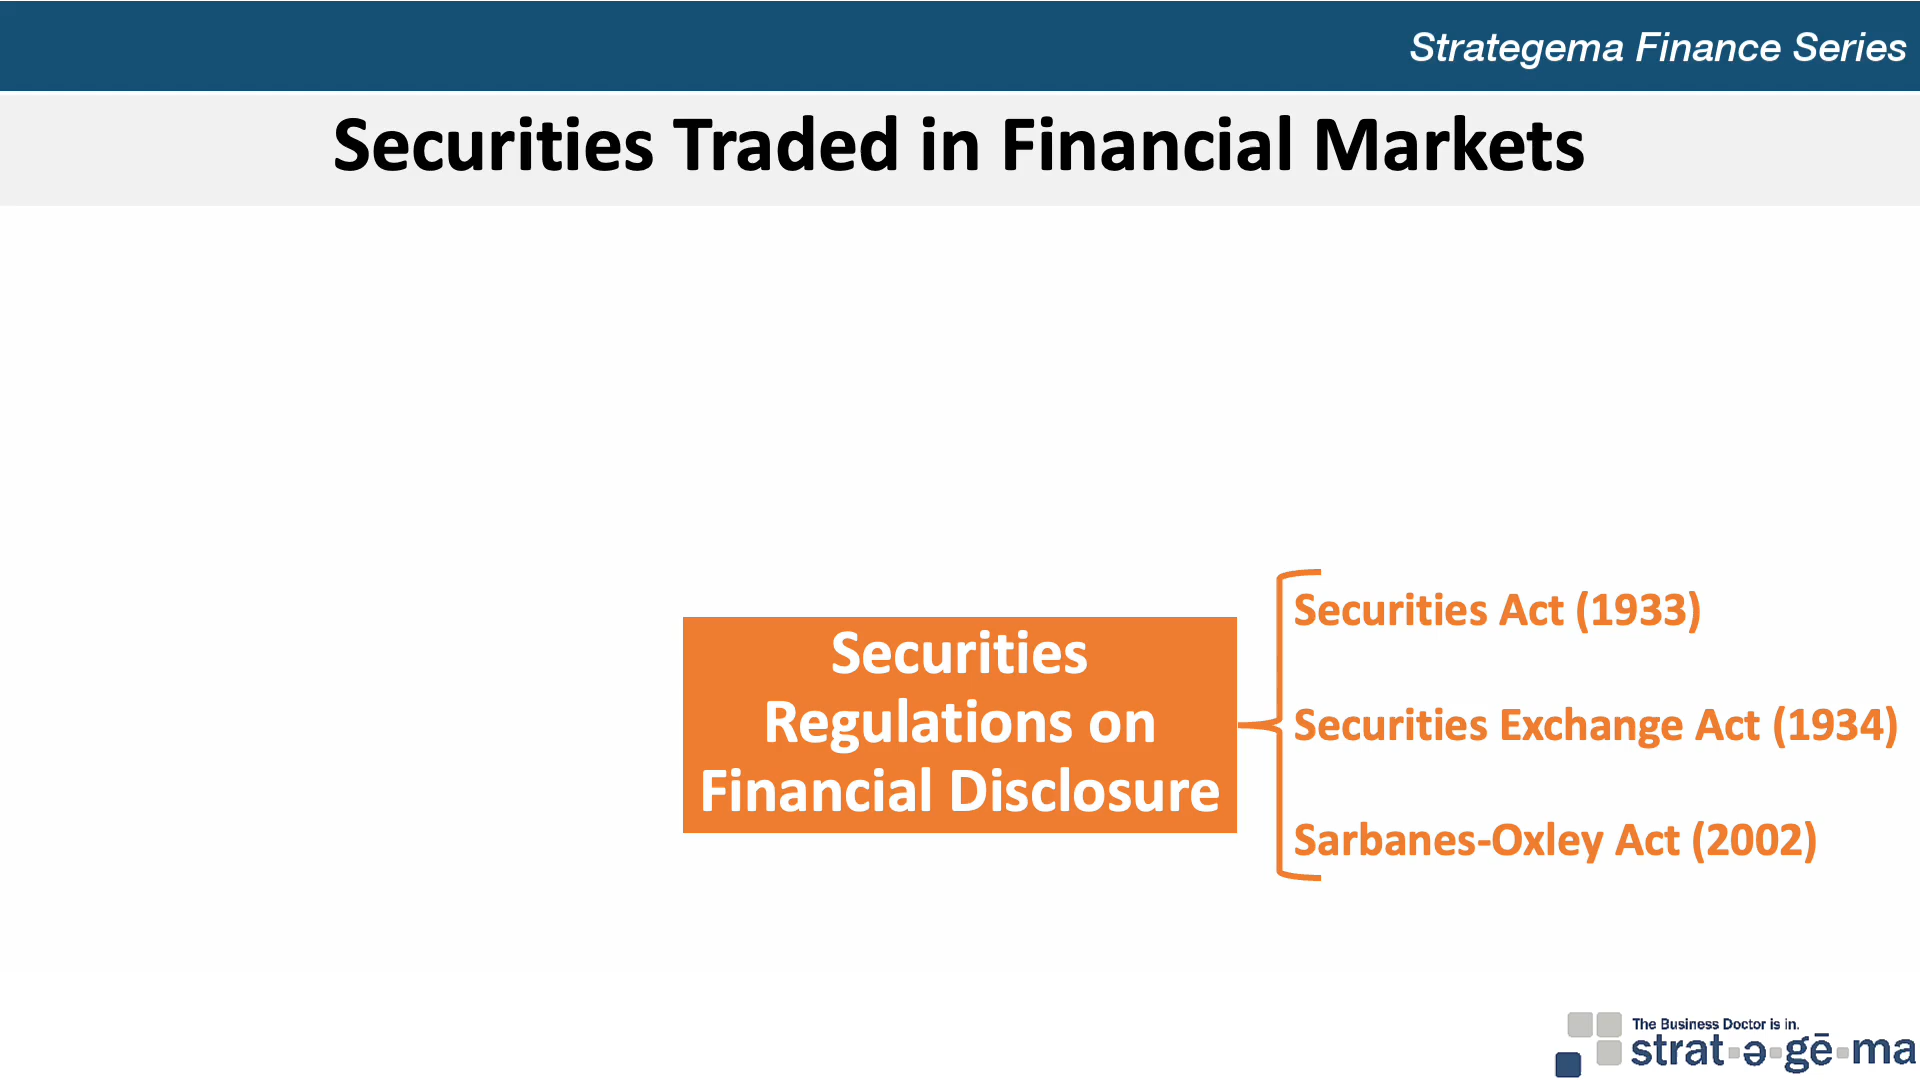 Strategema Finance Series
Securities Traded in Financial Markets
Securities
Regulations on
Financial Disclosure
Securities Act (1933)
Securities Exchange Act (1934)
Sarbanes-Oxley Act (2002)
The Business Doctor is in.
strat▪ə▪gē▪ma